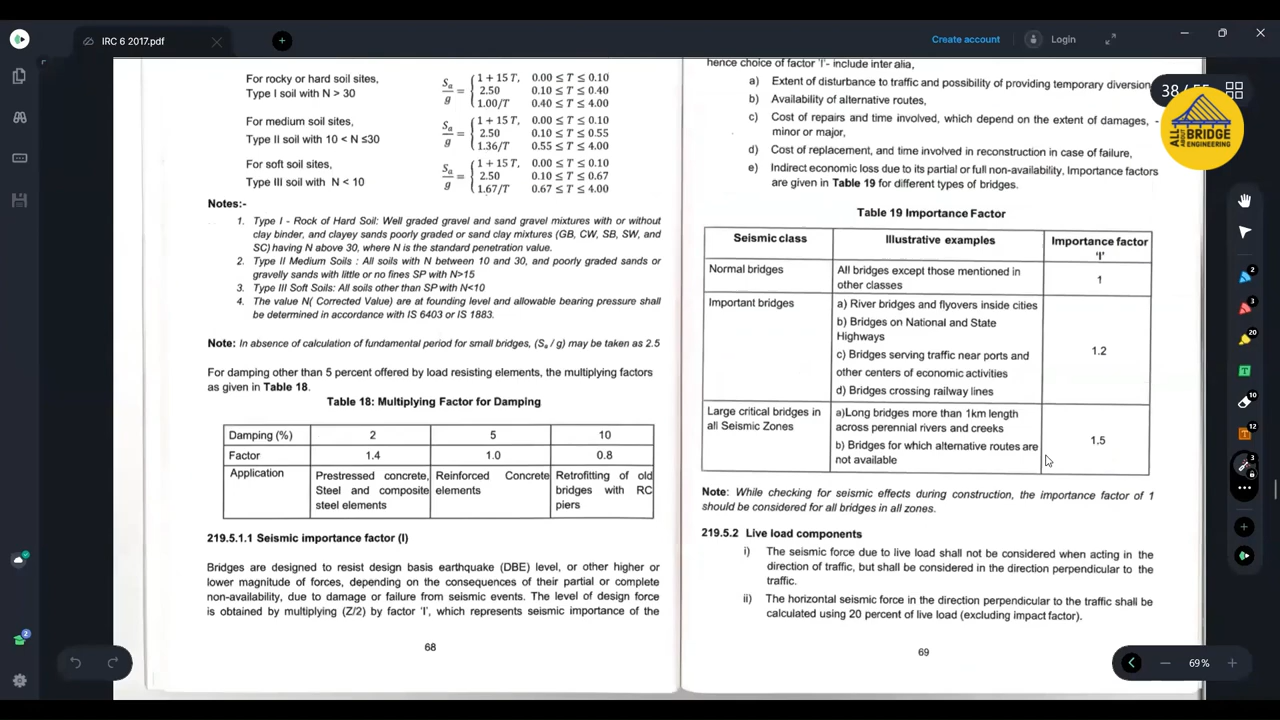 IRC 6 2017.pdf
Create account
Login
38 / 55
ALL ABOUT BRIDGE ENGINEERING
For rocky or hard soil sites,
Type I soil with N > 30
Sa/g = { 1 + 15 T, 0.00 ≤ T ≤ 0.10
2.50 0.10 ≤ T ≤ 0.40
1.00/T 0.40 ≤ T ≤ 4.00
For medium soil sites,
Type II soil with 10 < N ≤30
Sa/g = { 1 + 15 T, 0.00 ≤ T ≤ 0.10
2.50 0.10 ≤ T ≤ 0.55
1.36/T 0.55 ≤ T ≤ 4.00
For soft soil sites,
Type III soil with N < 10
Sa/g = { 1 + 15 T, 0.00 ≤ T ≤ 0.10
2.50 0.10 ≤ T ≤ 0.67
1.67/T 0.67 ≤ T ≤ 4.00
Notes:-
1. Type I - Rock of Hard Soil: Well graded gravel and sand gravel mixtures with or without
clay binder, and clayey sands poorly graded or sand clay mixtures (GB, CW, SB, SW, and
SC) having N above 30, where N is the standard penetration value.
2. Type II Medium Soils : All soils with N between 10 and 30, and poorly graded sands or
gravelly sands with little or no fines SP with N>15
3. Type III Soft Soils: All soils other than SP with N<10
4. The value N( Corrected Value) are at founding level and allowable bearing pressure shall
be determined in accordance with IS 6403 or IS 1883.
Note: In absence of calculation of fundamental period for small bridges, (Sa / g) may be taken as 2.5
For damping other than 5 percent offered by load resisting elements, the multiplying factors
as given in Table 18.
Table 18: Multiplying Factor for Damping
Damping (%) 2 5 10
Factor 1.4 1.0 0.8
Application Prestressed concrete, Reinforced Concrete Retrofitting of old
Steel and composite elements bridges with RC
steel elements piers
219.5.1.1 Seismic importance factor (I)
Bridges are designed to resist design basis earthquake (DBE) level, or other higher or
lower magnitude of forces, depending on the consequences of their partial or complete
non-availability, due to damage or failure from seismic events. The level of design force
is obtained by multiplying (Z/2) by factor 'I', which represents seismic importance of the
68
hence choice of factor 'I'- include inter alia,
a) Extent of disturbance to traffic and possibility of providing temporary diversion,
b) Availability of alternative routes,
c) Cost of repairs and time involved, which depend on the extent of damages, -
minor or major,
d) Cost of replacement, and time involved in reconstruction in case of failure,
e) Indirect economic loss due to its partial or full non-availability, Importance factors
are given in Table 19 for different types of bridges.
Table 19 Importance Factor
Seismic class Illustrative examples Importance factor
'I'
Normal bridges All bridges except those mentioned in
other classes 1
Important bridges a) River bridges and flyovers inside cities
b) Bridges on National and State
Highways
1.2
c) Bridges serving traffic near ports and
other centers of economic activities
d) Bridges crossing railway lines
Large critical bridges in a)Long bridges more than 1km length
all Seismic Zones across perennial rivers and creeks
1.5
b) Bridges for which alternative routes are
not available
Note: While checking for seismic effects during construction, the importance factor of 1
should be considered for all bridges in all zones.
219.5.2 Live load components
i) The seismic force due to live load shall not be considered when acting in the
direction of traffic, but shall be considered in the direction perpendicular to the
traffic.
ii) The horizontal seismic force in the direction perpendicular to the traffic shall be
calculated using 20 percent of live load (excluding impact factor).
69
69%